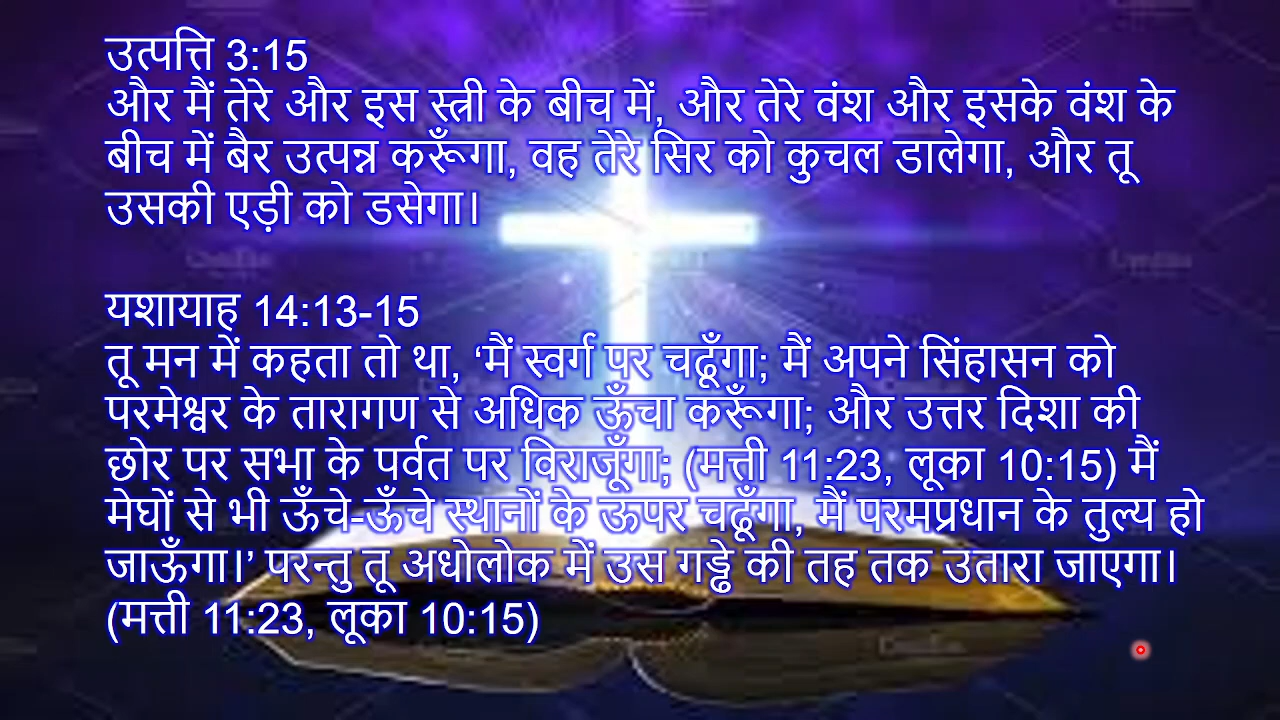 उत्पत्ति 3:15
और मैं तेरे और इस स्त्री के बीच में, और तेरे वंश और इसके वंश के
बीच में बैर उत्पन्न करूँगा, वह तेरे सिर को कुचल डालेगा, और तू
उसकी एड़ी को डसेगा।
यशायाह 14:13-15
तू मन में कहता तो था, ‘मैं स्वर्ग पर चढ़ूँगा; मैं अपने सिंहासन को
परमेश्वर के तारागण से अधिक ऊँचा करूँगा; और उत्तर दिशा की
छोर पर सभा के पर्वत पर विराजूँगा; (मत्ती 11:23, लूका 10:15) मैं
मेघों से भी ऊँचे-ऊँचे स्थानों के ऊपर चढ़ूँगा, मैं परमप्रधान के तुल्य हो
जाऊँगा।’ परन्तु तू अधोलोक में उस गड्ढे की तह तक उतारा जाएगा।
(मत्ती 11:23, लूका 10:15)